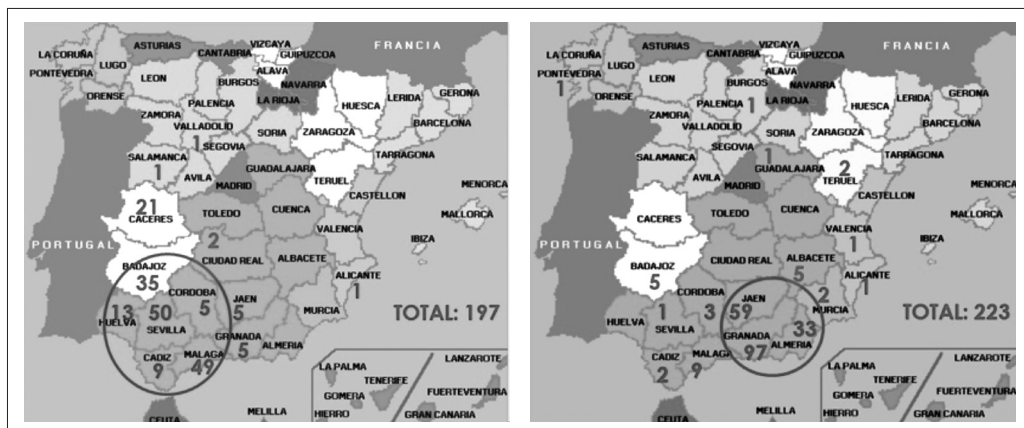 FRANCIA
VIZCAYA
ASTURIAS
CANTABRIA
GUIPUZCOA
LA CORUÑA
LUGO
ALAVA
PONTEVEDRA
LEON
BURGOS
NAVARRA
ORENSE
LA RIOJA
PALENCIA
HUESCA
LERIDA
GERONA
ZAMORA
VALLADOLID
1
SORIA
ZARAGOZA
BARCELONA
SEGOVIA
SALAMANCA
1
TARRAGONA
AVILA
GUADALAJARA
MADRID
TERUEL
MENORCA
CASTELLON
21
CACERES
TOLEDO
CUENCA
MALLORCA
PORTUGAL
2
VALENCIA
IBIZA
CIUDAD REAL
ALBACETE
BADAJOZ
35
ALICANTE
1
CORDOBA
5
JAEN
5
13
HUELVA
50
SEVILLA
MURCIA
TOTAL: 197
GRANADA
5
ALMERIA
CADIZ
9
MALAGA
49
LA PALMA
LANZAROTE
TENERIFE
GOMERA
FUERTEVENTURA
HIERRO
GRAN CANARIA
MELILLA
CEUTA
FRANCIA
VIZCAYA
ASTURIAS
CANTABRIA
GUIPUZCOA
LA CORUÑA
LUGO
ALAVA
PONTEVEDRA
1
LEON
BURGOS
NAVARRA
ORENSE
LA RIOJA
PALENCIA
1
HUESCA
LERIDA
GERONA
ZAMORA
VALLADOLID
SORIA
ZARAGOZA
BARCELONA
SEGOVIA
SALAMANCA
1
TARRAGONA
AVILA
GUADALAJARA
2
MADRID
TERUEL
MENORCA
CASTELLON
CACERES
TOLEDO
CUENCA
MALLORCA
PORTUGAL
VALENCIA
1
IBIZA
CIUDAD REAL
ALBACETE
5
BADAJOZ
5
ALICANTE
1
CORDOBA
3
JAEN
59
2
MURCIA
1
HUELVA
SEVILLA
33
TOTAL: 223
GRANADA
97
ALMERIA
CADIZ
2
MALAGA
9
LA PALMA
LANZAROTE
TENERIFE
GOMERA
FUERTEVENTURA
HIERRO
GRAN CANARIA
MELILLA
CEUTA